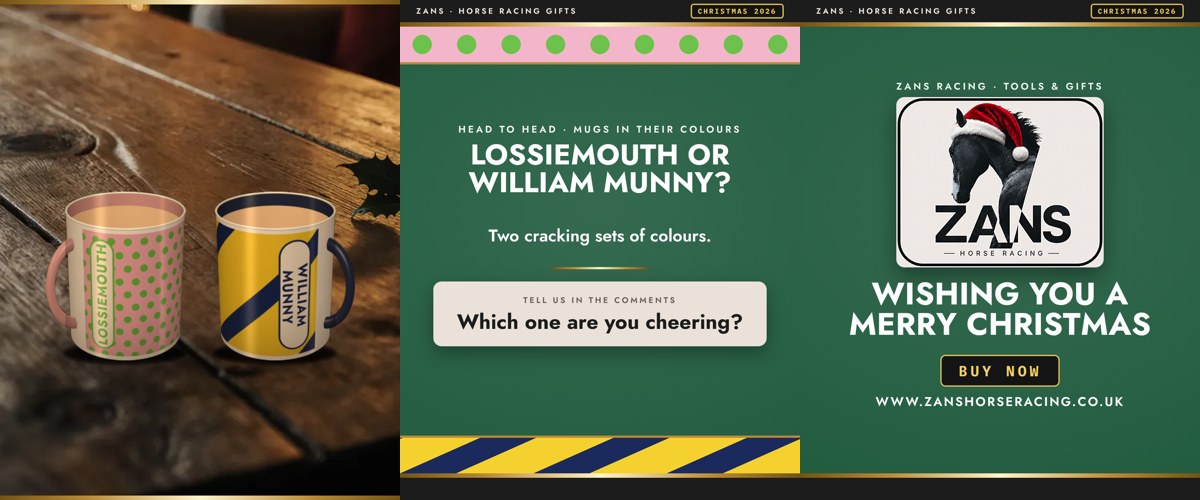 LOSSIEMOUTH
WILLIAM
MUNNY
ZANS · HORSE RACING GIFTS
CHRISTMAS 2026
HEAD TO HEAD · MUGS IN THEIR COLOURS
LOSSIEMOUTH OR
WILLIAM MUNNY?
Two cracking sets of colours.
TELL US IN THE COMMENTS
Which one are you cheering?
ZANS · HORSE RACING GIFTS
CHRISTMAS 2026
ZANS RACING · TOOLS & GIFTS
ZANS
HORSE RACING
WISHING YOU A
MERRY CHRISTMAS
BUY NOW
WWW.ZANSHORSERACING.CO.UK